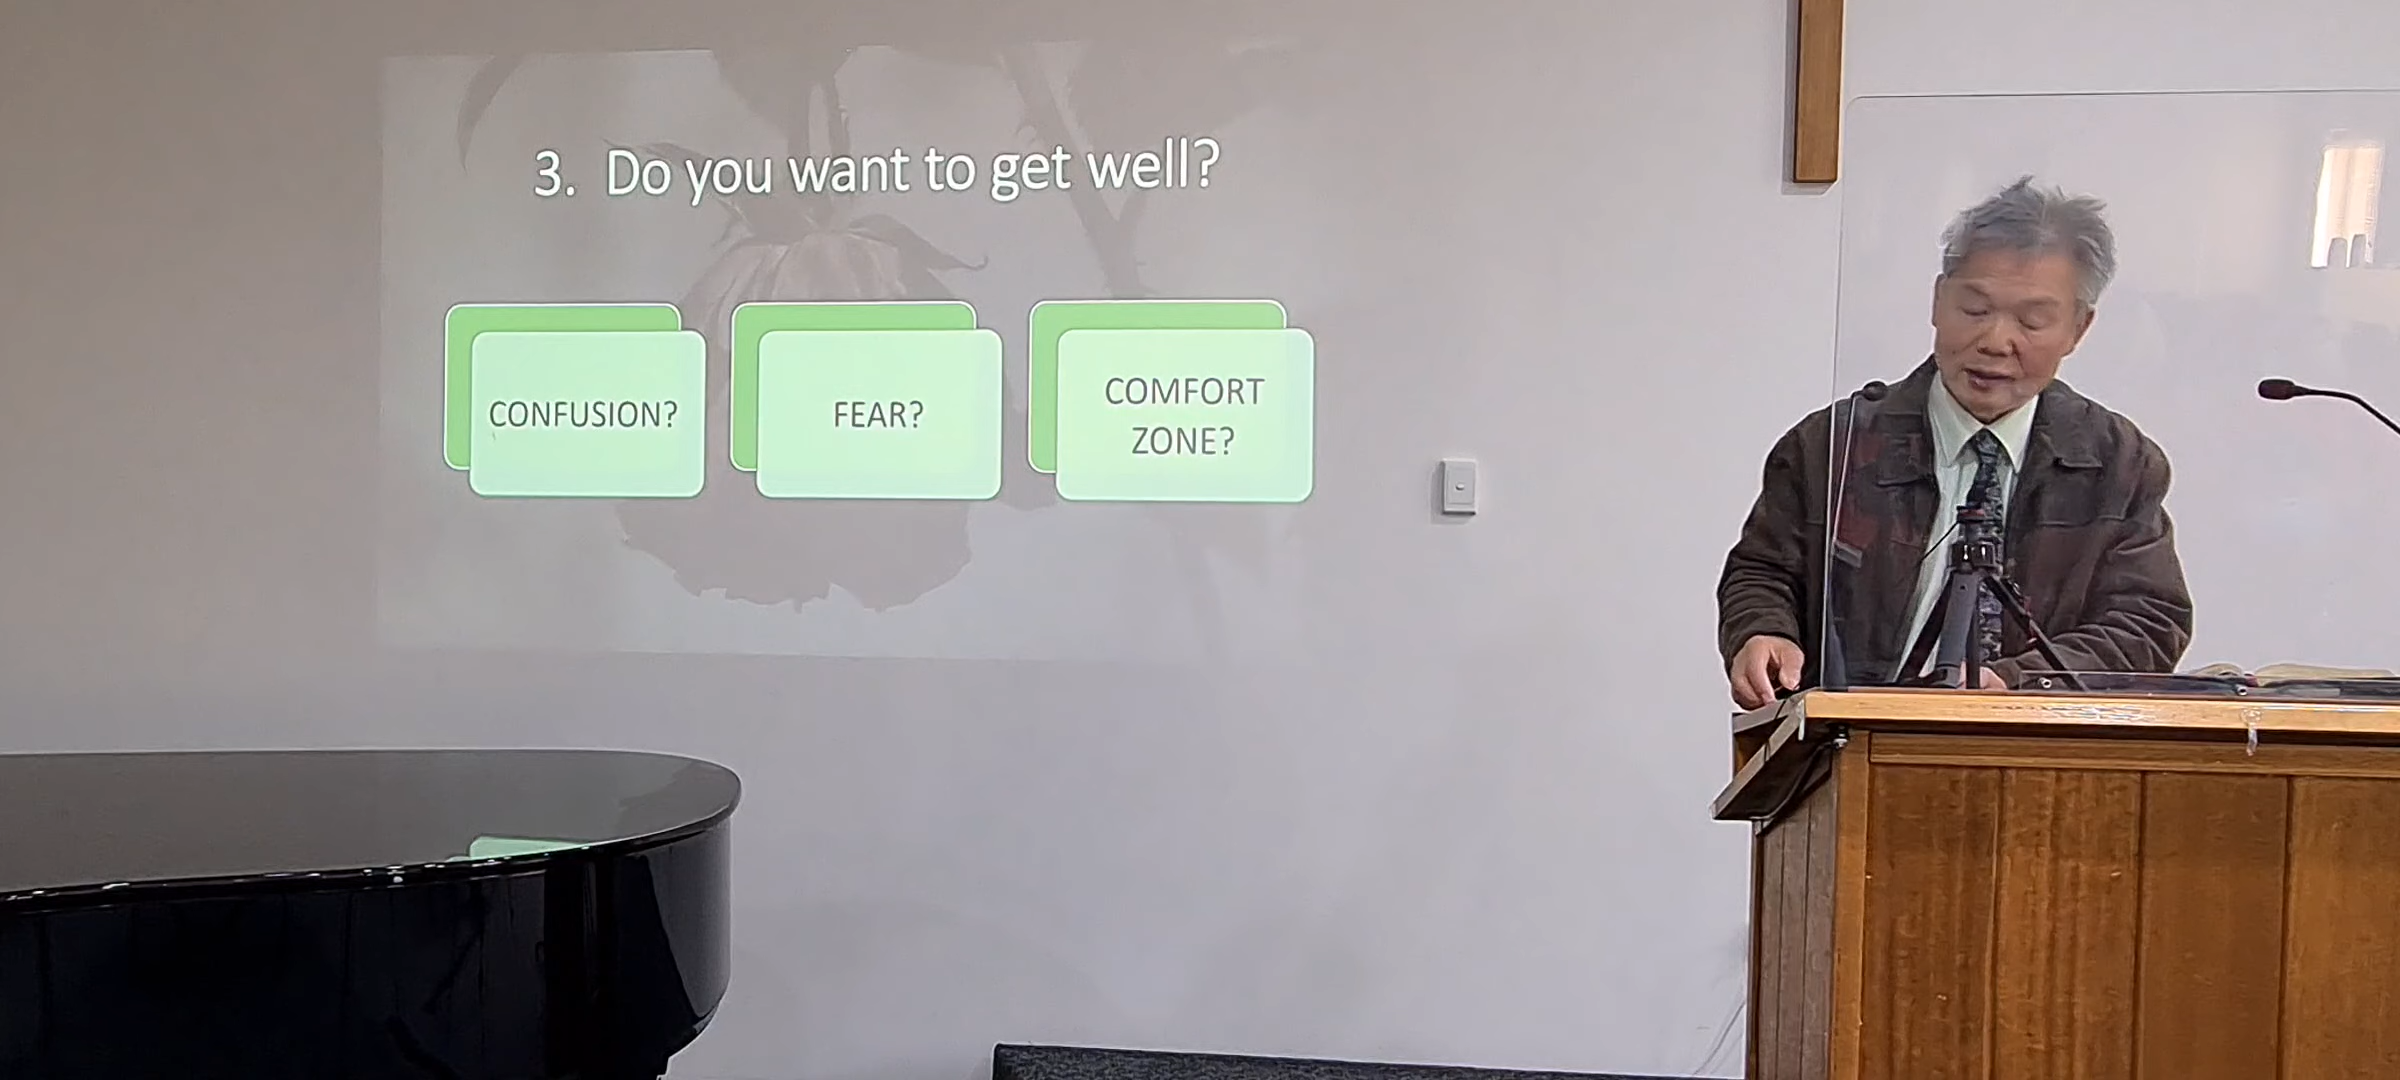 3. Do you want to get well?
CONFUSION?
FEAR?
COMFORT
ZONE?